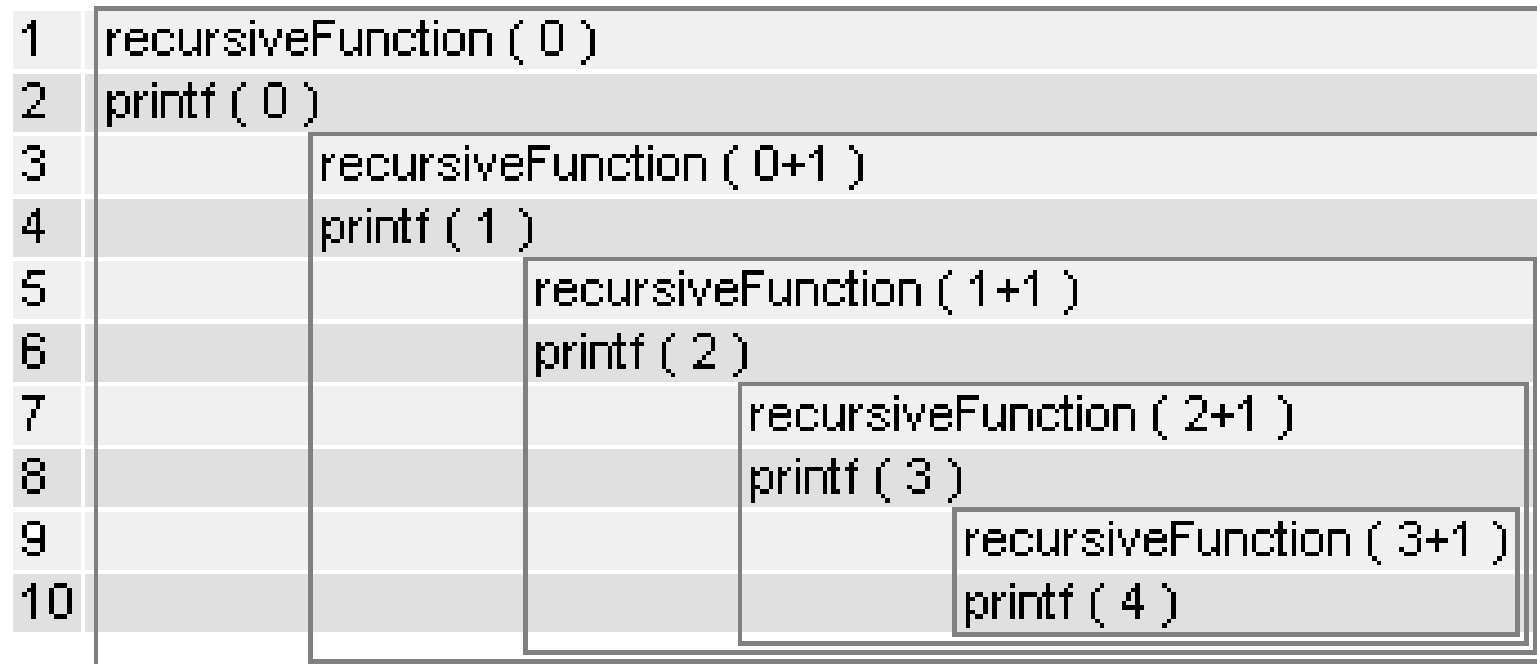 1 recursiveFunction ( 0 )
2 printf ( 0 )
3 recursiveFunction ( 0+1 )
4 printf ( 1 )
5 recursiveFunction ( 1+1 )
6 printf ( 2 )
7 recursiveFunction ( 2+1 )
8 printf ( 3 )
9 recursiveFunction ( 3+1 )
10 printf ( 4 )